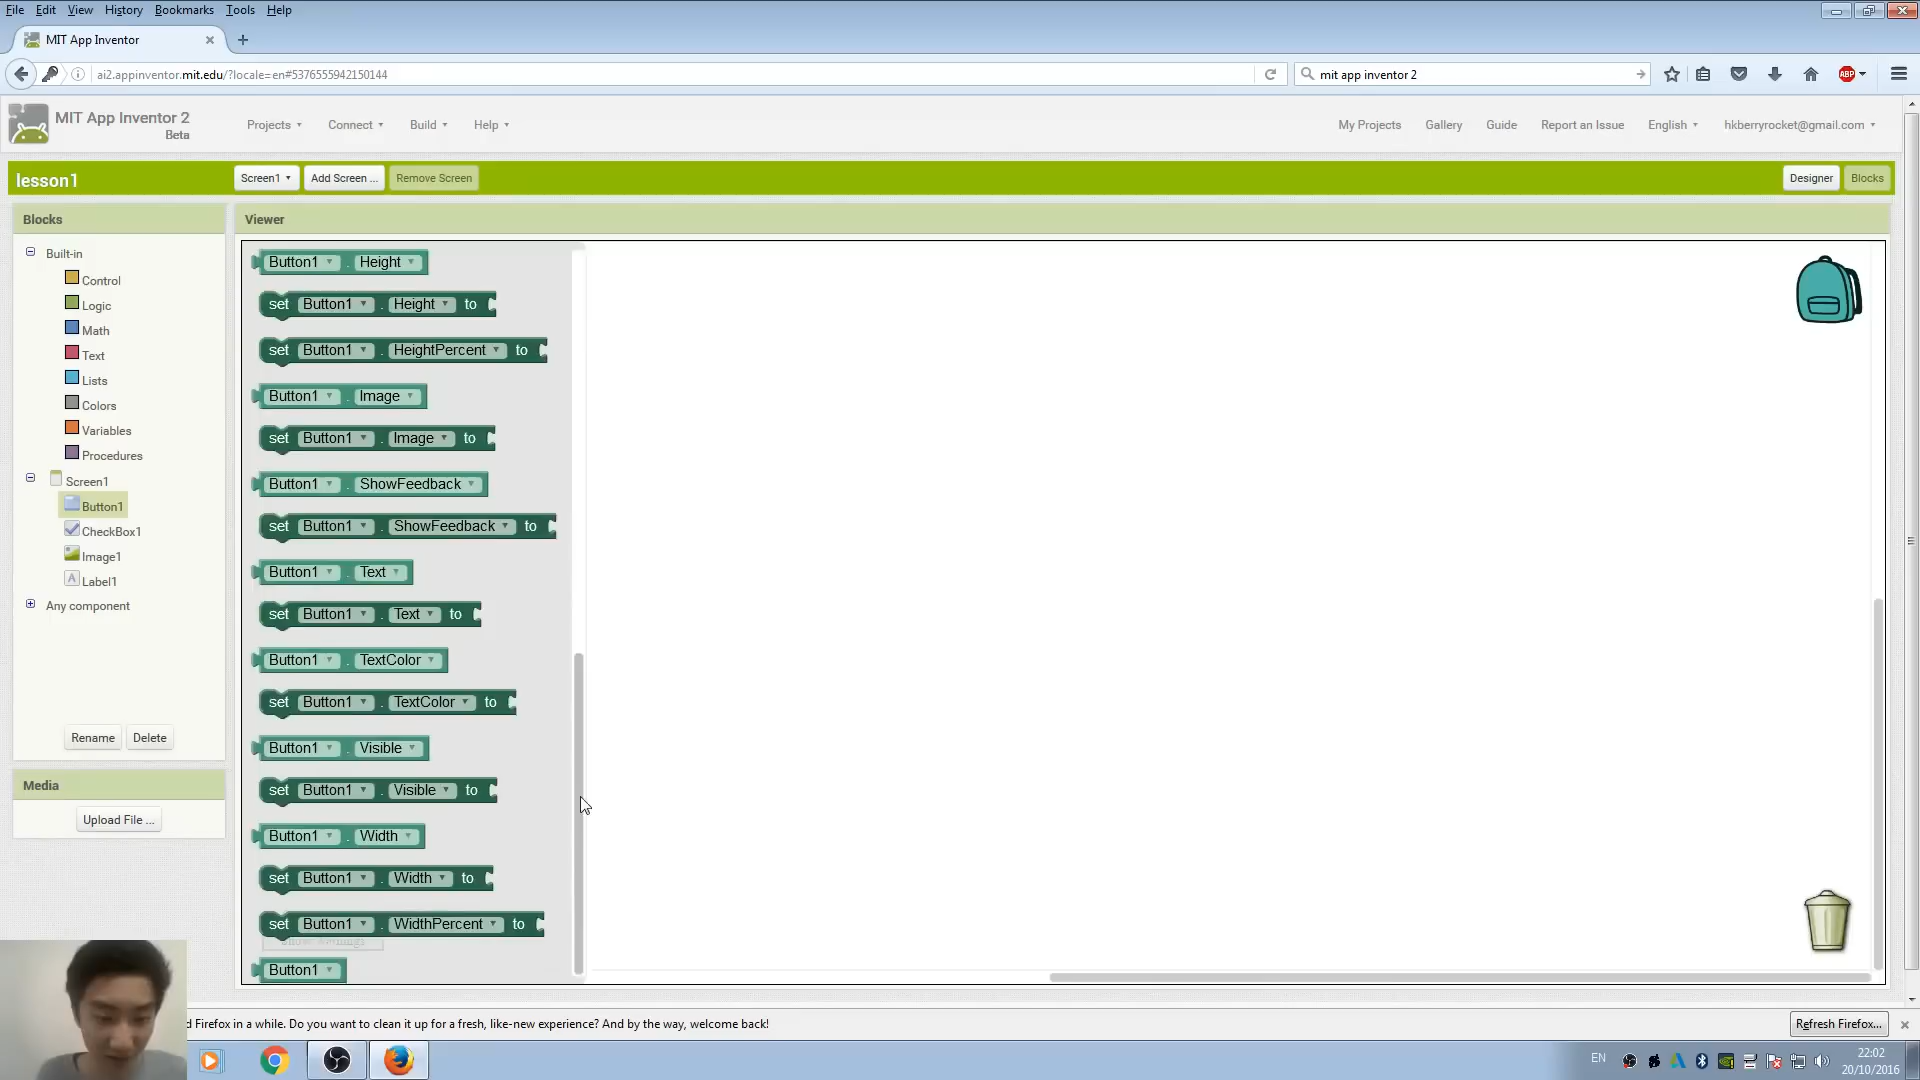 File Edit View History Bookmarks Tools Help
MIT App Inventor
ai2.appinventor.mit.edu/?locale=en#5376555942150144
mit app inventor 2
ABP
MIT App Inventor 2
Beta
Projects Connect Build Help
My Projects Gallery Guide Report an Issue English hkberryrocket@gmail.com
lesson1
Screen1 Add Screen ... Remove Screen
Designer Blocks
Blocks
Viewer
Built-in
Control
Logic
Math
Text
Lists
Colors
Variables
Procedures
Screen1
Button1
CheckBox1
Image1
A Label1
Any component
Rename Delete
Media
Upload File ...
Button1 . Height
set Button1 . Height to
set Button1 . HeightPercent to
Button1 . Image
set Button1 . Image to
Button1 . ShowFeedback
set Button1 . ShowFeedback to
Button1 . Text
set Button1 . Text to
Button1 . TextColor
set Button1 . TextColor to
Button1 . Visible
set Button1 . Visible to
Button1 . Width
set Button1 . Width to
set Button1 . WidthPercent to
Button1
d Firefox in a while. Do you want to clean it up for a fresh, like-new experience? And by the way, welcome back!
Refresh Firefox...
EN
22:02
20/10/2016